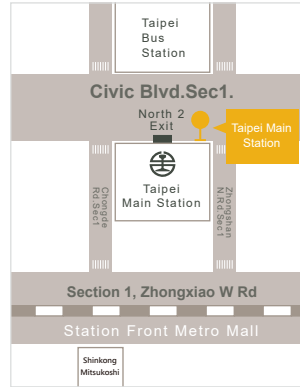 Taipei
Bus
Station
Civic Blvd.Sec1.
North 2
Exit
Taipei Main
Station
Taipei
Main Station
Chongde
Rd.Sec1
Zhongshan
N.Rd.Sec1
Section 1, Zhongxiao W Rd
Station Front Metro Mall
Shinkong
Mitsukoshi